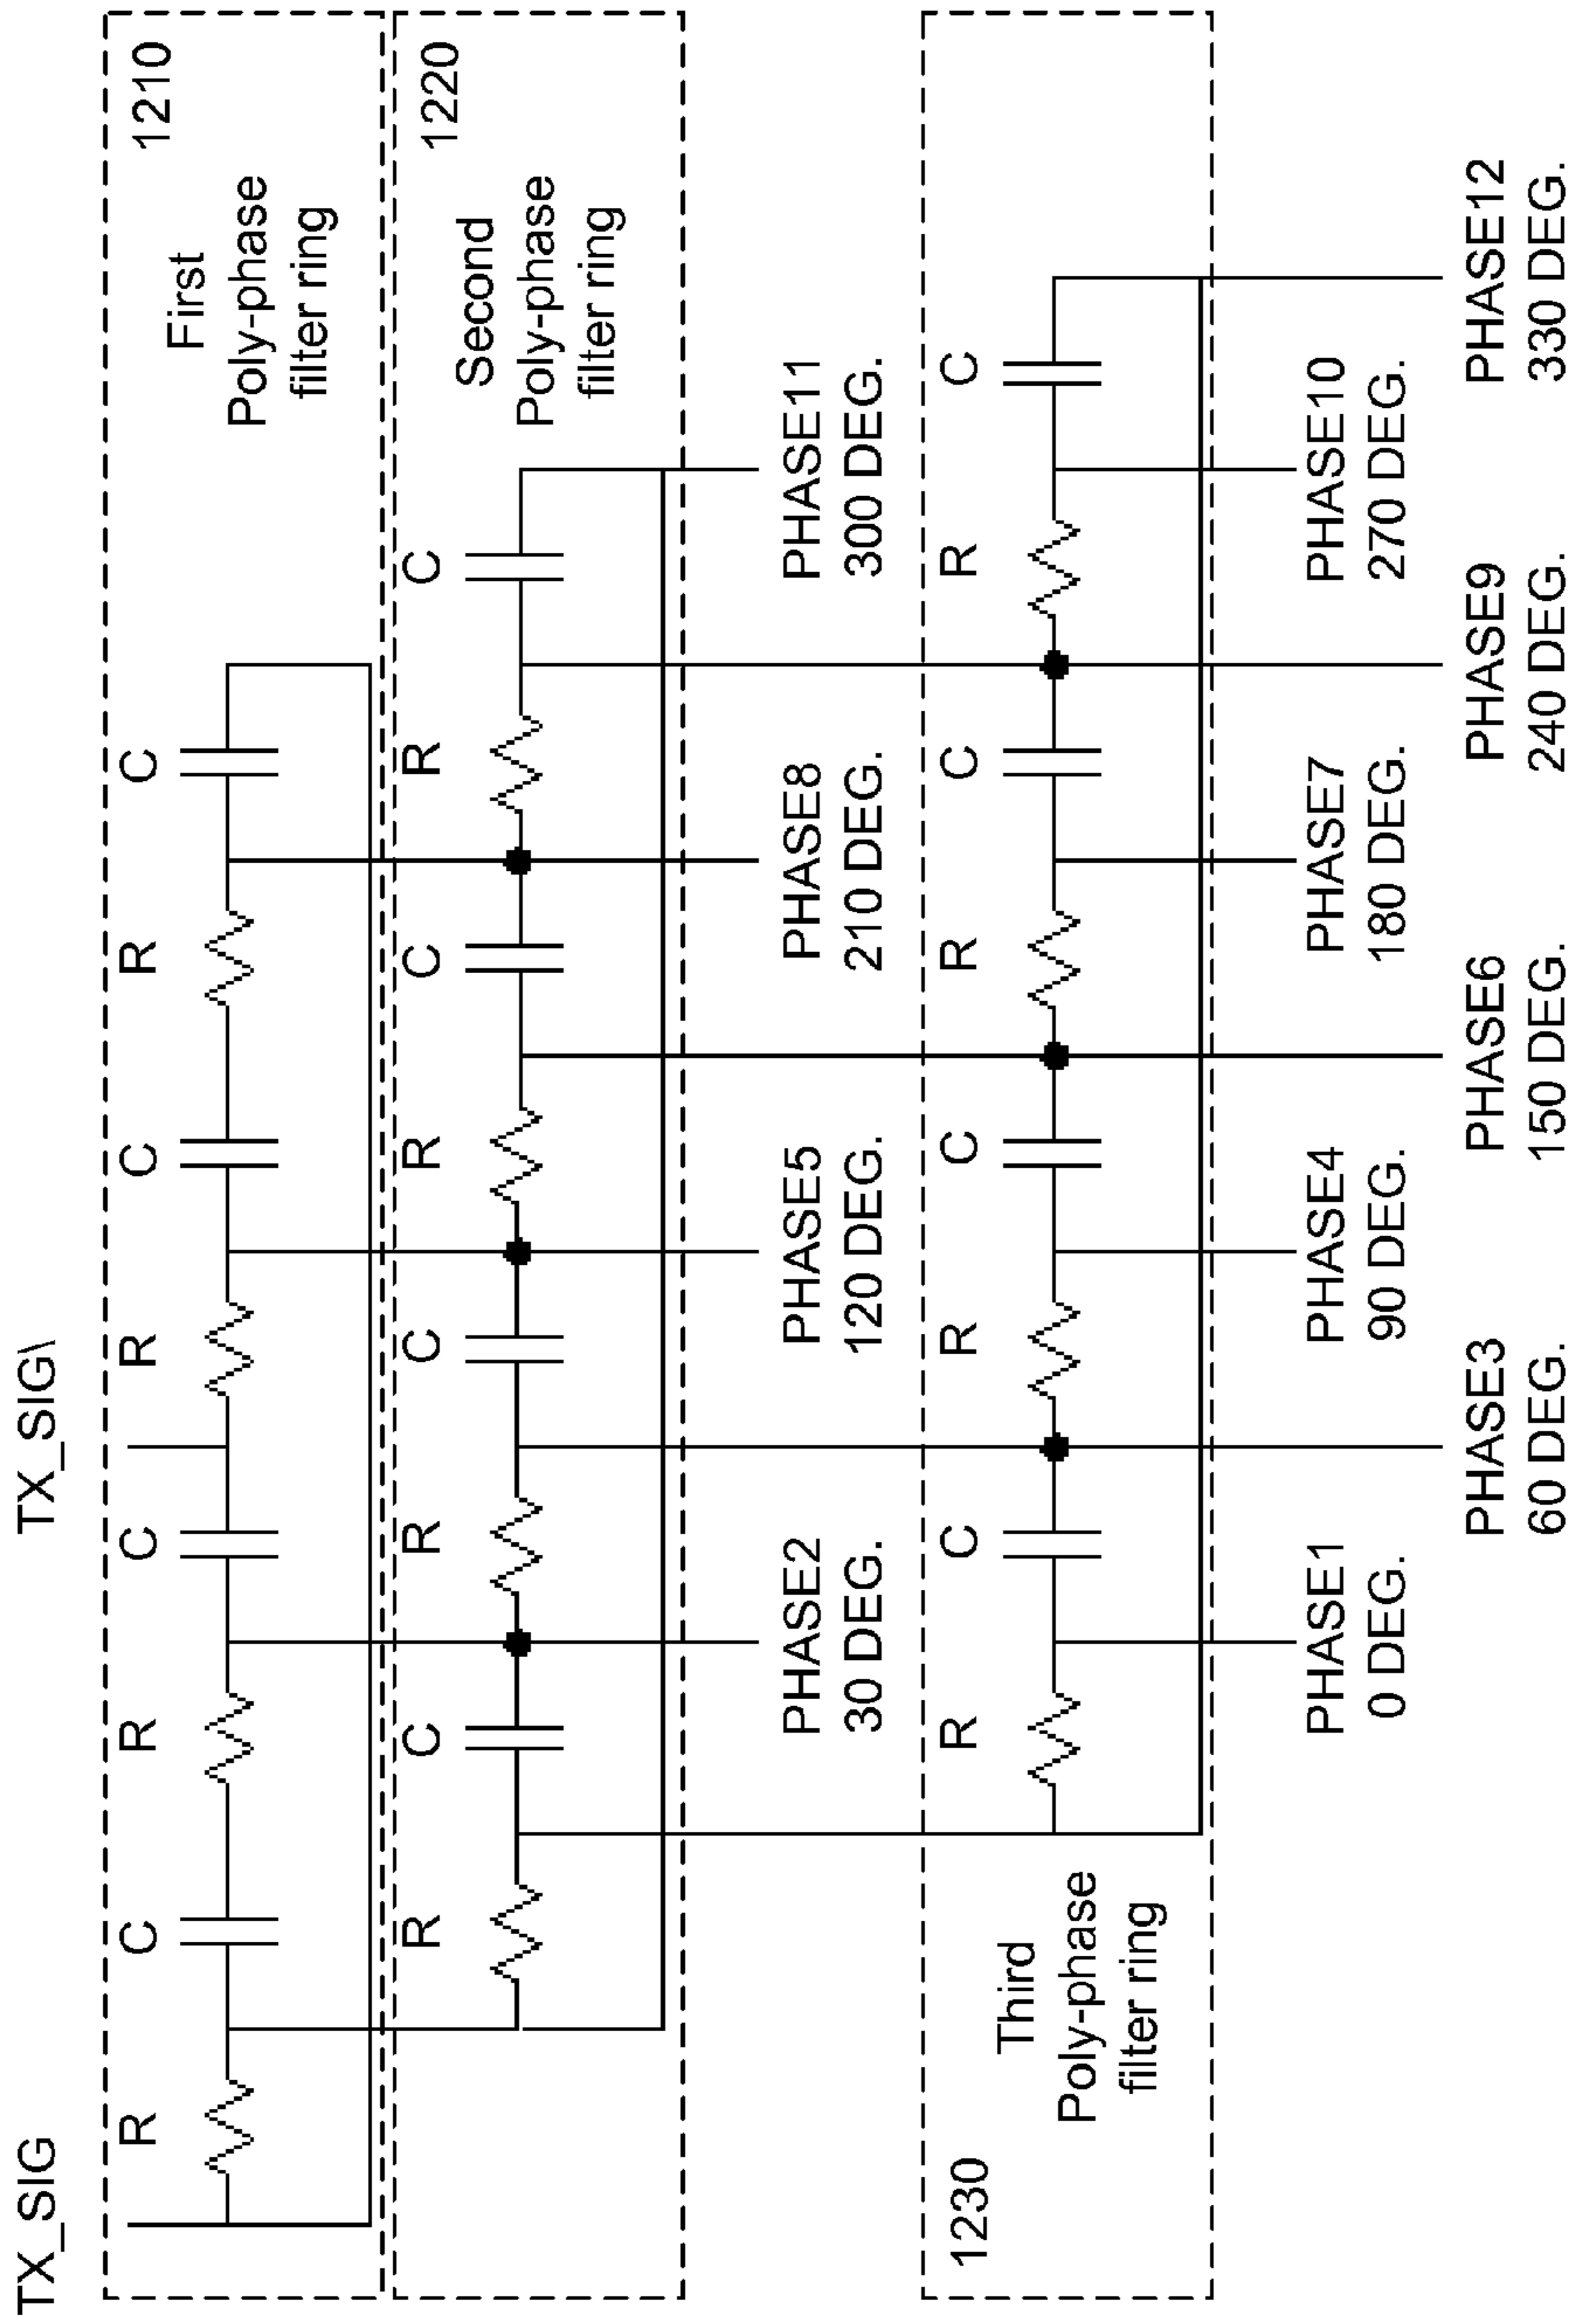 TX_SIG
TX_SIG\
R
C
R
C
R
C
R
C
1210
First
Poly-phase
filter ring
R
C
R
C
R
C
R
C
1220
Second
Poly-phase
filter ring
PHASE2
30 DEG.
PHASE5
120 DEG.
PHASE8
210 DEG.
PHASE11
300 DEG.
1230
Third
Poly-phase
filter ring
R
C
R
C
R
C
R
C
PHASE1
0 DEG.
PHASE4
90 DEG.
PHASE7
180 DEG.
PHASE10
270 DEG.
PHASE3
60 DEG.
PHASE6
150 DEG.
PHASE9
240 DEG.
PHASE12
330 DEG.